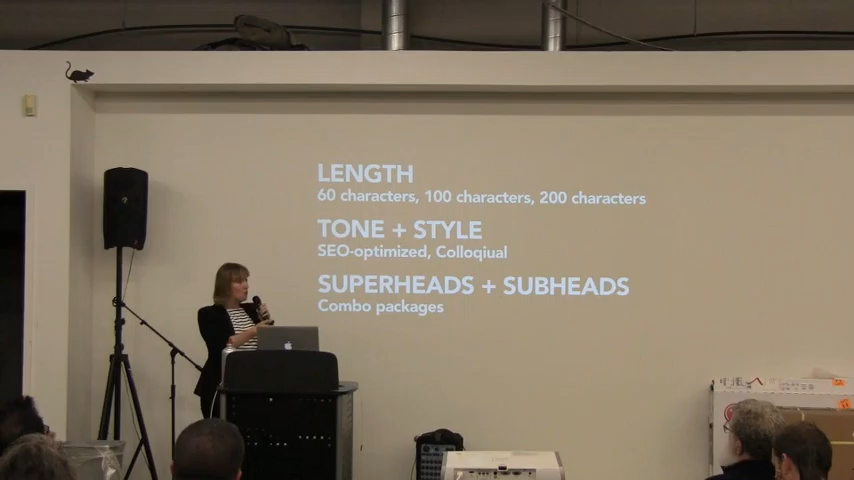 LENGTH
60 characters, 100 characters, 200 characters
TONE + STYLE
SEO-optimized, Colloqiual
SUPERHEADS + SUBHEADS
Combo packages